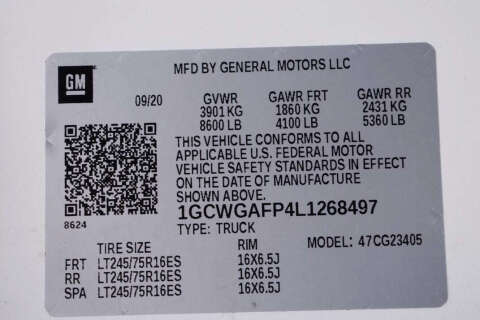 GM
MFD BY GENERAL MOTORS LLC
09/20 GVWR GAWR FRT GAWR RR
3901 KG 1860 KG 2431 KG
8600 LB 4100 LB 5360 LB
THIS VEHICLE CONFORMS TO ALL
APPLICABLE U.S. FEDERAL MOTOR
VEHICLE SAFETY STANDARDS IN EFFECT
ON THE DATE OF MANUFACTURE
SHOWN ABOVE.
1GCWGAFP4L1268497
8624
TYPE: TRUCK
TIRE SIZE RIM MODEL: 47CG23405
FRT LT245/75R16ES 16X6.5J
RR LT245/75R16ES 16X6.5J
SPA LT245/75R16ES 16X6.5J